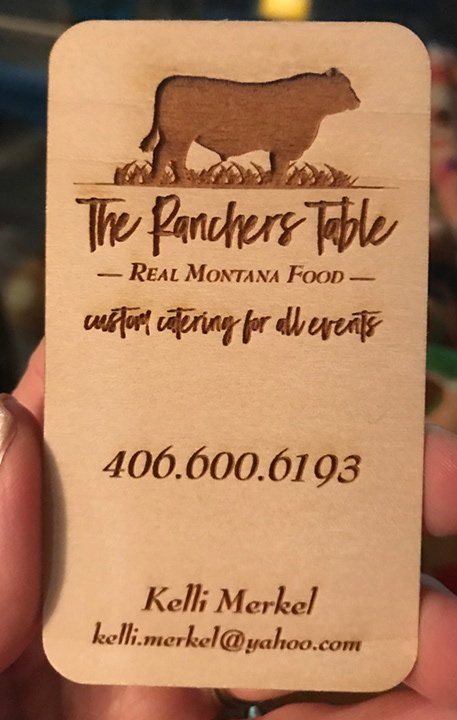 The Ranchers Table
— Real Montana Food —
custom catering for all events
406.600.6193
Kelli Merkel
kelli.merkel@yahoo.com